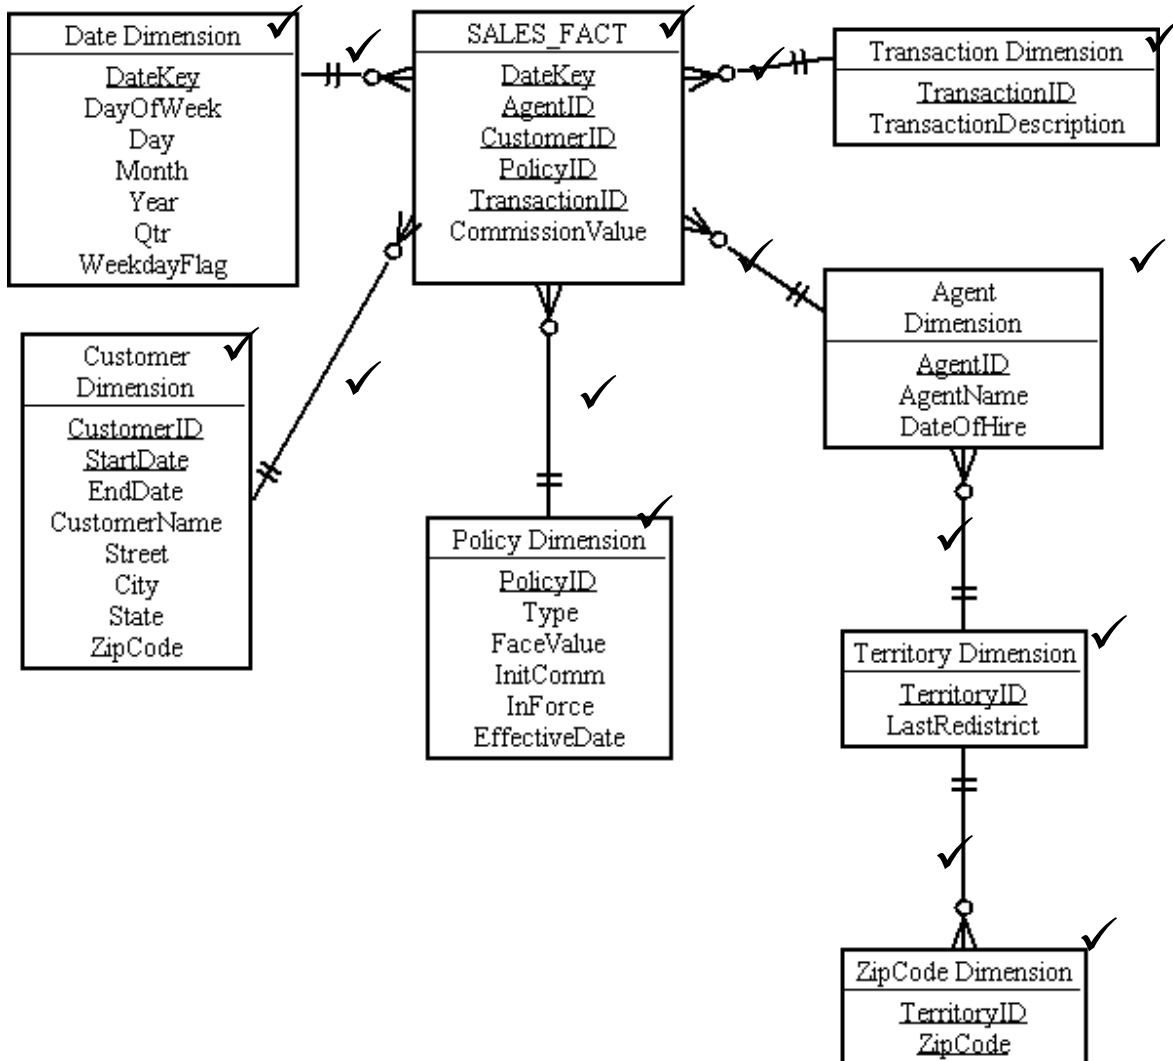 Date Dimension
DateKey
DayOfWeek
Day
Month
Year
Qtr
WeekdayFlag
SALES_FACT
DateKey
AgentID
CustomerID
PolicyID
TransactionID
CommissionValue
Transaction Dimension
TransactionID
TransactionDescription
Customer
Dimension
CustomerID
StartDate
EndDate
CustomerName
Street
City
State
ZipCode
Policy Dimension
PolicyID
Type
FaceValue
InitComm
InForce
EffectiveDate
Agent
Dimension
AgentID
AgentName
DateOfHire
Territory Dimension
TerritoryID
LastRedistrict
ZipCode Dimension
TerritoryID
ZipCode